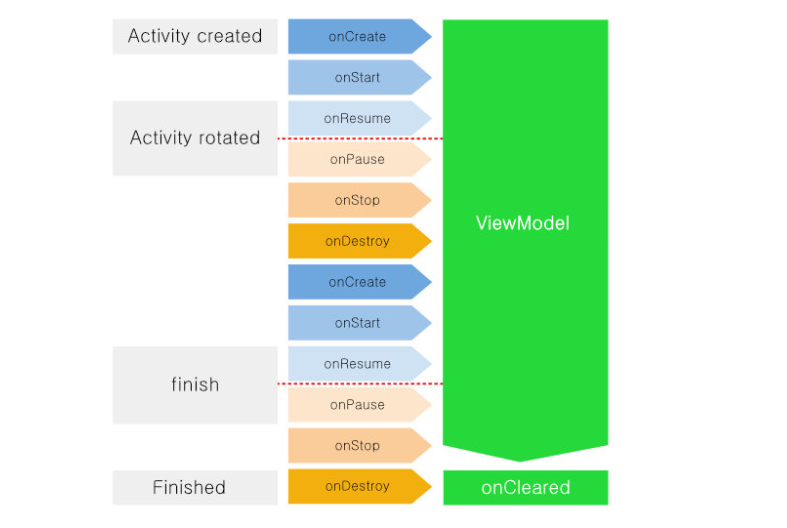 Activity created
onCreate
onStart
onResume
Activity rotated
onPause
onStop
ViewModel
onDestroy
onCreate
onStart
onResume
finish
onPause
onStop
Finished
onDestroy
onCleared